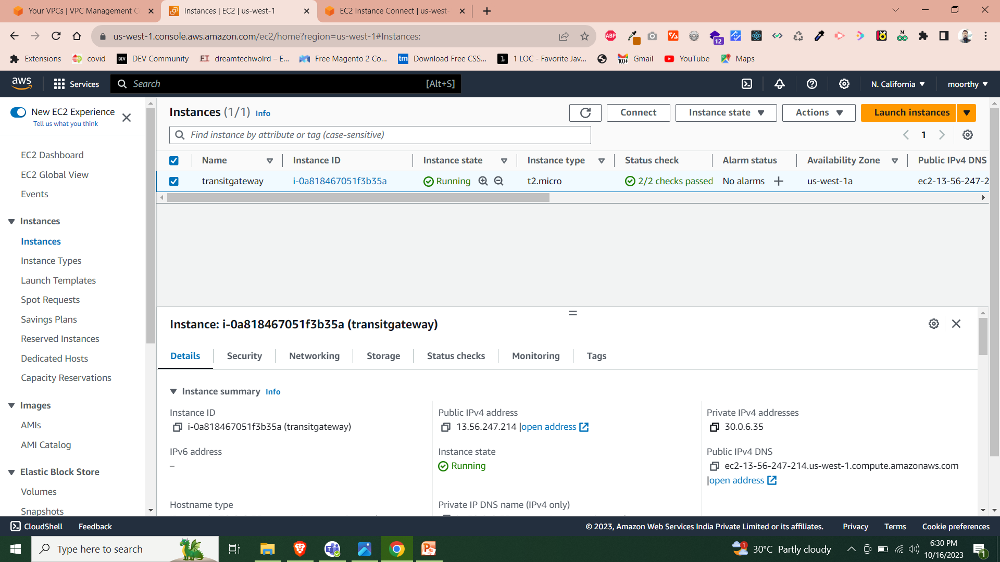 Your VPCs | VPC Management C
Instances | EC2 | us-west-1
EC2 Instance Connect | us-west-
us-west-1.console.aws.amazon.com/ec2/home?region=us-west-1#Instances:
ABP
12
M
Extensions
covid
DEV
DEV Community
dreamtechwolrd – E...
Free Magento 2 Co...
tm
Download Free CSS...
1
1 LOC - Favorite Jav...
100+
Gmail
YouTube
Maps
aws
Services
Search
[Alt+S]
N. California
moorthy
New EC2 Experience
Tell us what you think
EC2 Dashboard
EC2 Global View
Events
Instances
Instances
Instance Types
Launch Templates
Spot Requests
Savings Plans
Reserved Instances
Dedicated Hosts
Capacity Reservations
Images
AMIs
AMI Catalog
Elastic Block Store
Volumes
Snapshots
Instances (1/1) Info
Connect
Instance state
Actions
Launch instances
Find instance by attribute or tag (case-sensitive)
1
Name Instance ID Instance state Instance type Status check Alarm status Availability Zone Public IPv4 DNS
transitgateway i-0a818467051f3b35a Running t2.micro 2/2 checks passed No alarms us-west-1a ec2-13-56-247-2
Instance: i-0a818467051f3b35a (transitgateway)
Details Security Networking Storage Status checks Monitoring Tags
Instance summary Info
Instance ID
i-0a818467051f3b35a (transitgateway)
Public IPv4 address
13.56.247.214 |open address
Private IPv4 addresses
30.0.6.35
IPv6 address
–
Instance state
Running
Public IPv4 DNS
ec2-13-56-247-214.us-west-1.compute.amazonaws.com
|open address
Hostname type
Private IP DNS name (IPv4 only)
CloudShell
Feedback
© 2023, Amazon Web Services India Private Limited or its affiliates.
Privacy
Terms
Cookie preferences
Type here to search
1
30°C Partly cloudy
6:30 PM
10/16/2023
1